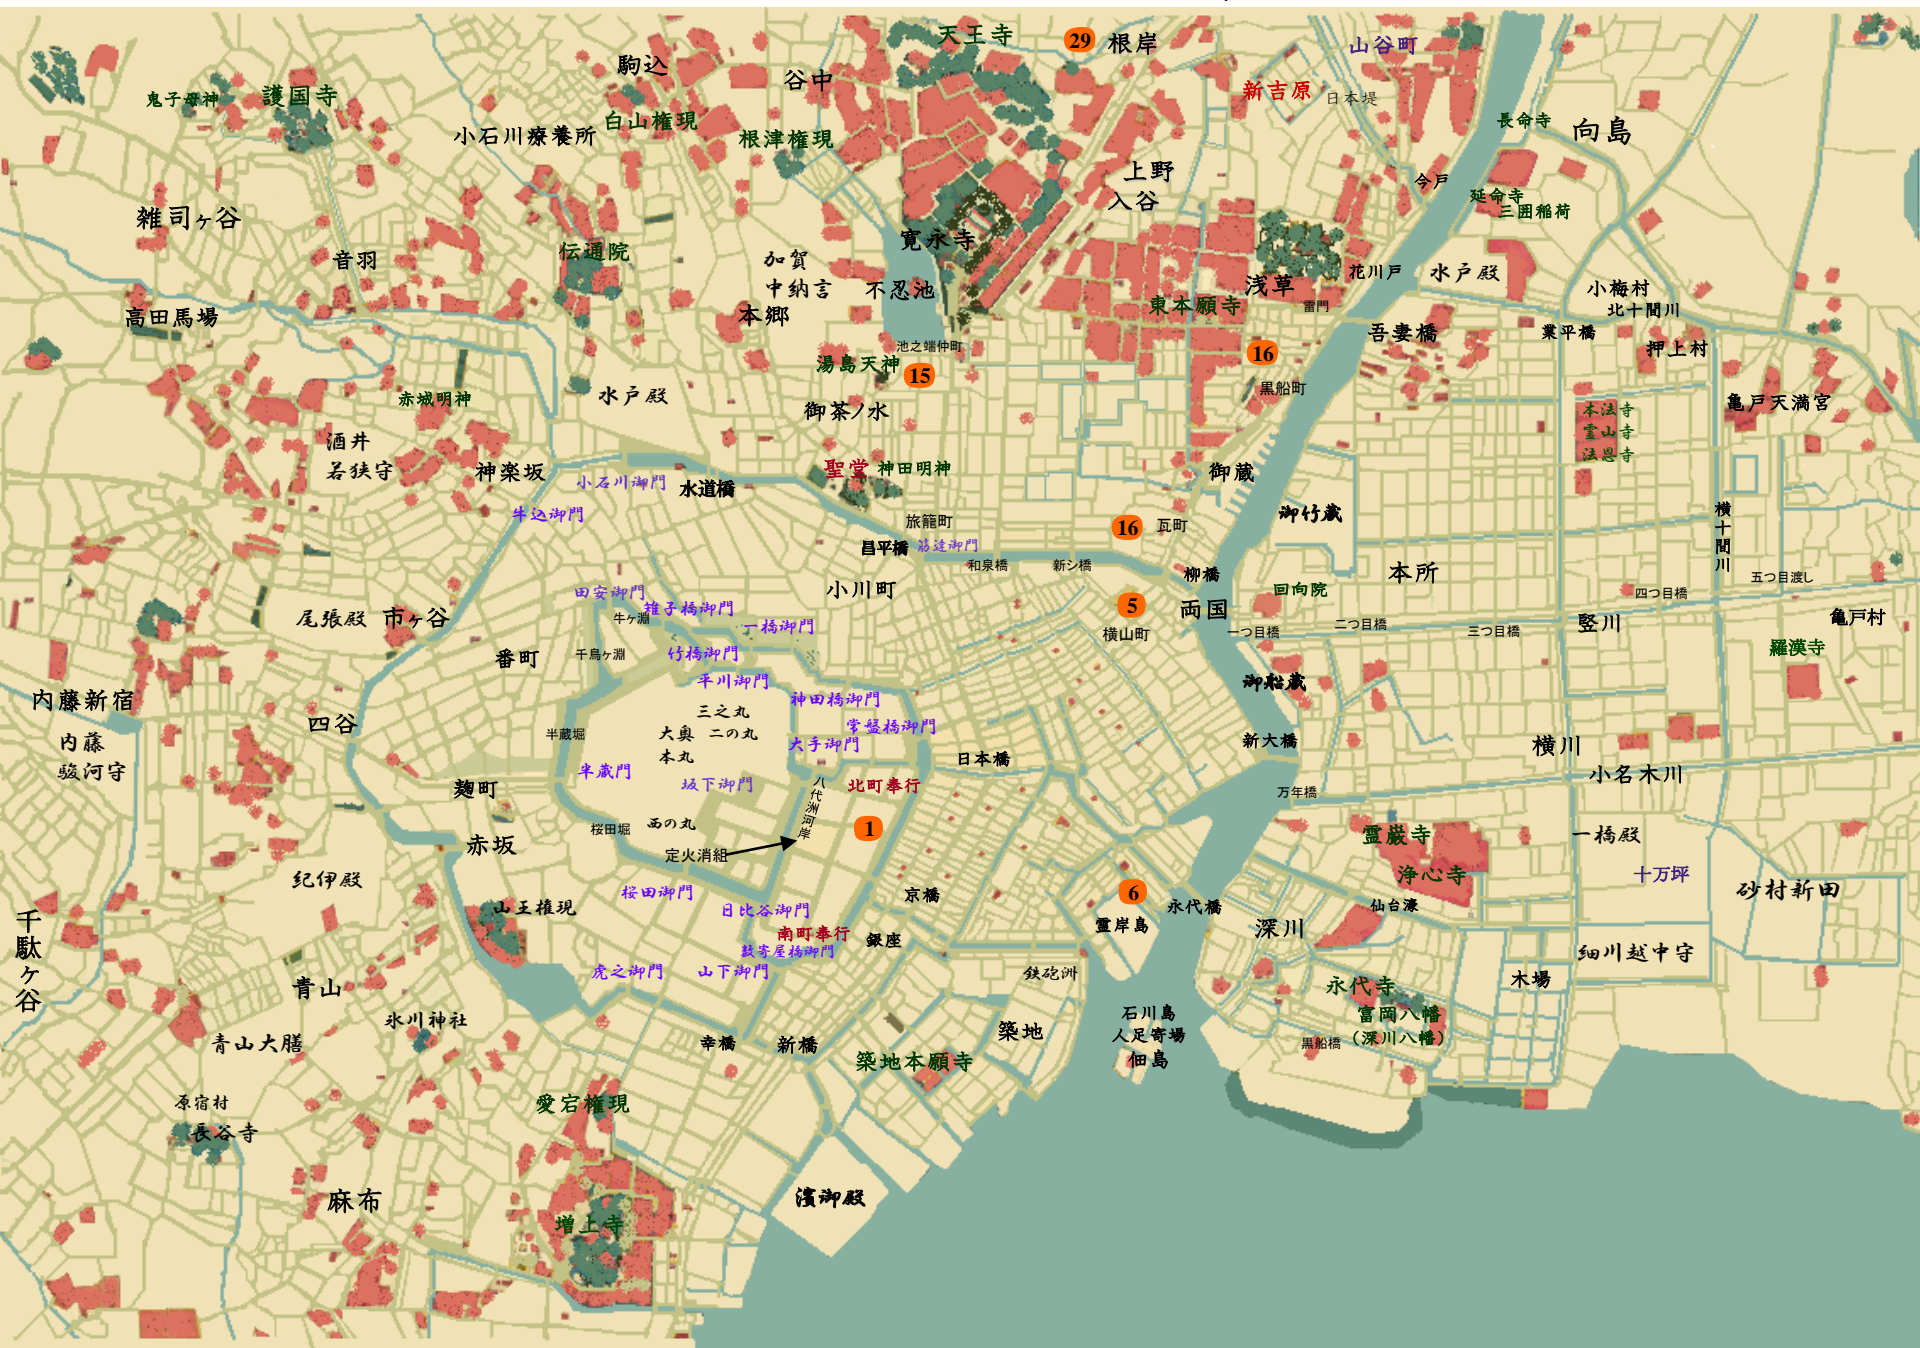 天王寺
29
根岸
山谷町
駒込
谷中
新吉原
日本堤
鬼子母神
護国寺
小石川療養所
白山権現
根津権現
長命寺
向島
上野
入谷
今戸
延命寺
三囲稲荷
雑司ヶ谷
音羽
伝通院
加賀
中納言
寛永寺
不忍池
本郷
浅草
花川戸
水戸殿
東本願寺
雷門
小梅村
北十間川
高田馬場
吾妻橋
業平橋
押上村
池之端仲町
湯島天神
15
16
黒船町
赤城明神
水戸殿
御茶ノ水
本法寺
霊山寺
法恩寺
亀戸天満宮
酒井
若狭守
神楽坂
小石川御門
水道橋
聖堂
神田明神
御蔵
牛込御門
旅籠町
御竹蔵
横十間川
昌平橋
筋違御門
16
瓦町
和泉橋
新シ橋
柳橋
本所
五つ目渡し
田安御門
雉子橋御門
小川町
5
両国
回向院
四つ目橋
尾張殿
市ヶ谷
牛ヶ淵
一橋御門
横山町
一つ目橋
二つ目橋
三つ目橋
竪川
亀戸村
番町
千鳥ヶ淵
竹橋御門
羅漢寺
平川御門
御船蔵
内藤新宿
神田橋御門
四谷
三之丸
常盤橋御門
内藤
駿河守
半蔵堀
大奥
二の丸
大手御門
新大橋
横川
本丸
日本橋
半蔵門
坂下御門
八代洲河岸
北町奉行
小名木川
麹町
万年橋
桜田堀
西の丸
1
霊巌寺
一橋殿
赤坂
定火消組
浄心寺
紀伊殿
桜田御門
京橋
6
十万坪
砂村新田
山王権現
日比谷御門
永代橋
仙台濠
千駄ヶ谷
南町奉行
銀座
霊岸島
深川
数寄屋橋御門
細川越中守
虎之御門
山下御門
鉄砲洲
木場
青山
永代寺
氷川神社
石川島
人足寄場
佃島
富岡八幡
(深川八幡)
青山大膳
幸橋
新橋
築地
黒船橋
築地本願寺
原宿村
愛宕権現
長谷寺
麻布
濱御殿
増上寺